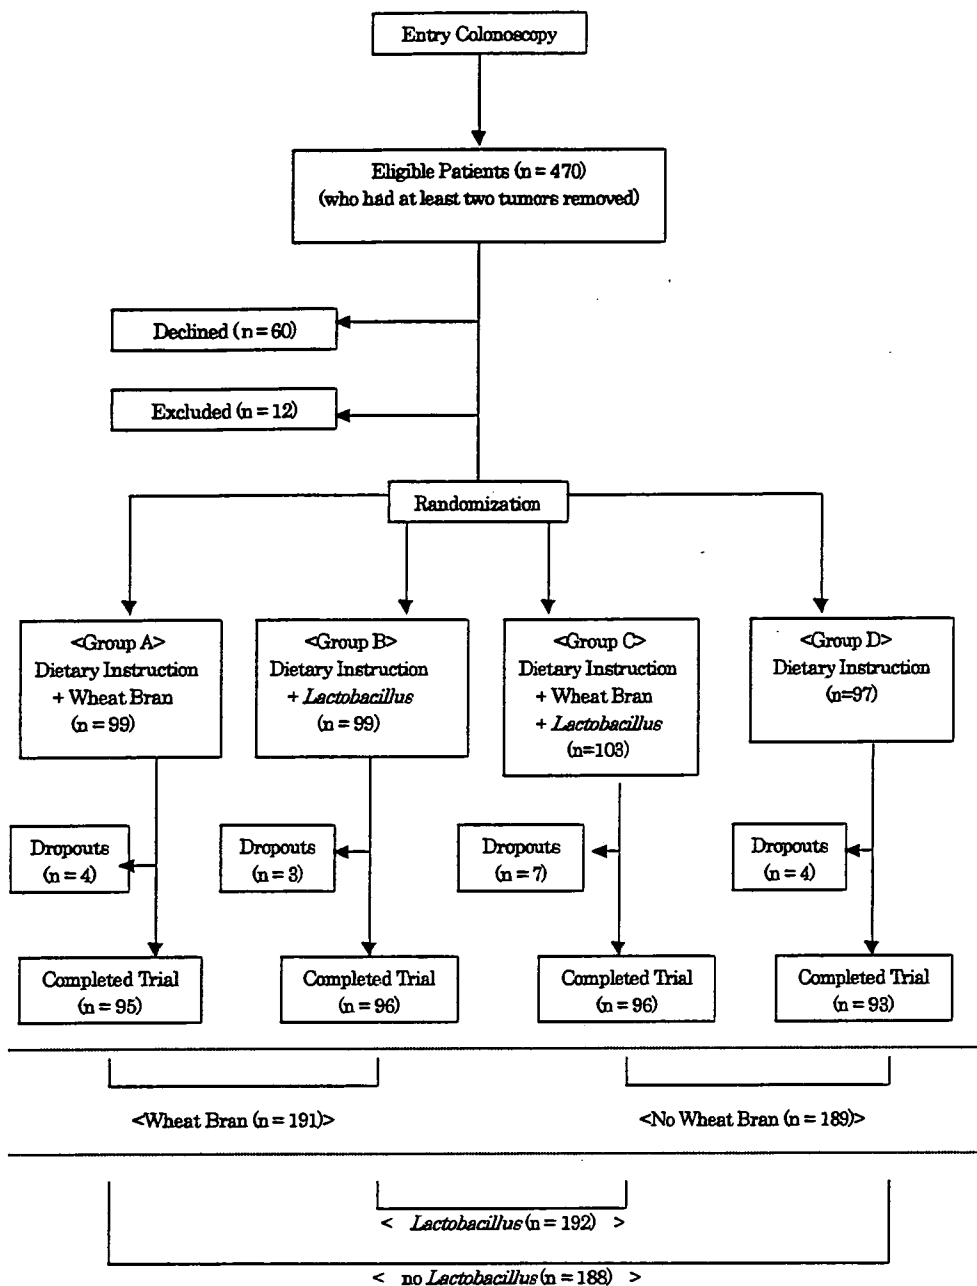 Entry Colonoscopy
Eligible Patients (n = 470)
(who had at least two tumors removed)
Declined (n = 60)
Excluded (n = 12)
Randomization
<Group A>
Dietary Instruction
+ Wheat Bran
(n = 99)
<Group B>
Dietary Instruction
+ Lactobacillus
(n = 99)
<Group C>
Dietary Instruction
+ Wheat Bran
+ Lactobacillus
(n=103)
<Group D>
Dietary Instruction
(n=97)
Dropouts
(n = 4)
Dropouts
(n = 3)
Dropouts
(n = 7)
Dropouts
(n = 4)
Completed Trial
(n = 95)
Completed Trial
(n = 96)
Completed Trial
(n = 96)
Completed Trial
(n = 93)
<Wheat Bran (n = 191)>
<No Wheat Bran (n = 189)>
< Lactobacillus (n = 192) >
< no Lactobacillus (n = 188) >